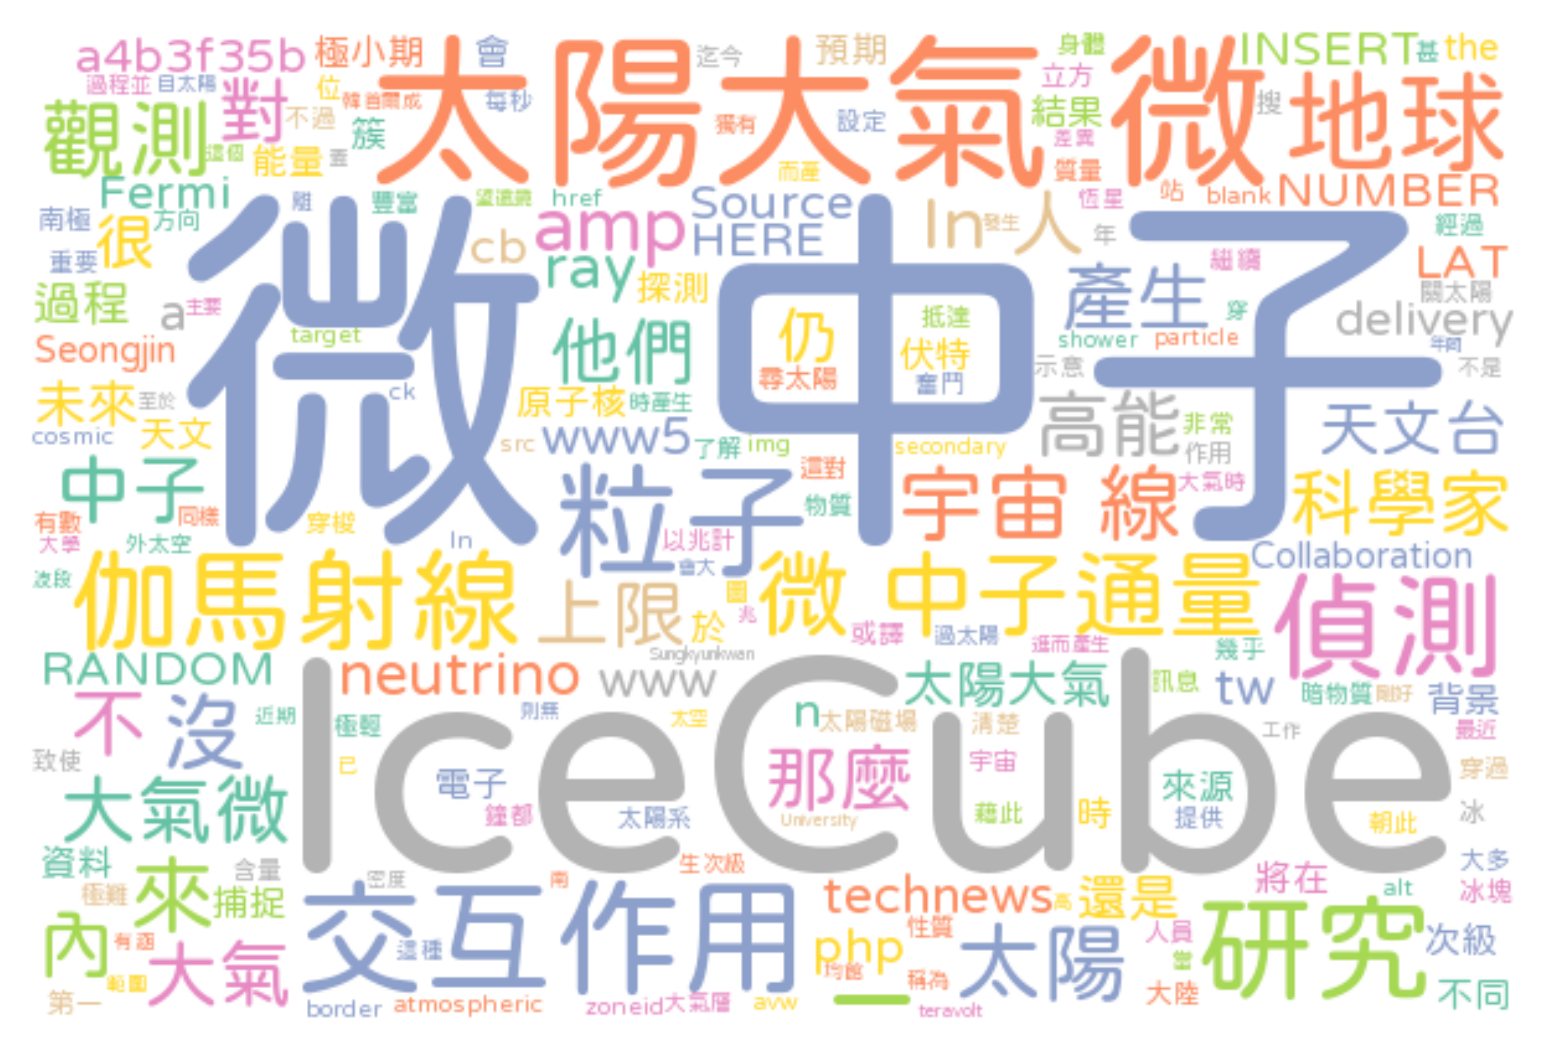 a4b3f35b 極小期 太陽大氣微 會 迄今 預期 身體 INSERT 甚 the
過程並 目太陽 位 立方
觀測 對 韓首爾成 每秒 獨有 設定 結果 搜 地球
不過 簇 差異
這個 能量 而產 質量
Fermi 離 豐富 望遠鏡 href Source In 發生 人 恆星 站 blank NUMBER
南極 很 方向 微中子 amp HERE 年 經過
重要 cb ray 探測 產生 繼續 LAT
過程 a 主要 仍 抵達 穿 關太陽
Seongjin target 他們 伏特 shower particle delivery
尋太陽 奮鬥 示意 年同 不是
未來 至於 ck 原子核 時產生 高能 非常 天文台
cosmic 天文 src www5 了解 img secondary 作用
中子 粒子 這對 宇宙 線 大氣時 科學家
有數 同樣 穿梭 物質
大學 外太空 In 以兆計 Collaboration
波段 會大
伽馬射線 上限 於 圖 微 中子通量 偵測
兆 或譯 過太陽 進而產生 幾乎
RANDOM neutrino www Sungkyunkwan 太陽大氣 訊息 tw 暗物質 剛好 背景
不 沒 近期 IceCube 極輕 則無 太空 n 太陽磁場 清楚 工作 最近
致使 已 電子 那麼 宇宙 來源 穿過
大氣微 鐘都 太陽系 University 藉此 時 提供 朝此 冰
資料 含量 生次級 大多
極難 來 捕捉 密度 南 technews 高 還是 將在 alt 冰塊
內 有函 交互作用 這種 php 性質 人員 研究 次級
範圍 大氣 均館 稱為 太陽 當
第一 border atmospheric zoneid 大氣層 avw 一 teravolt 大陸 不同